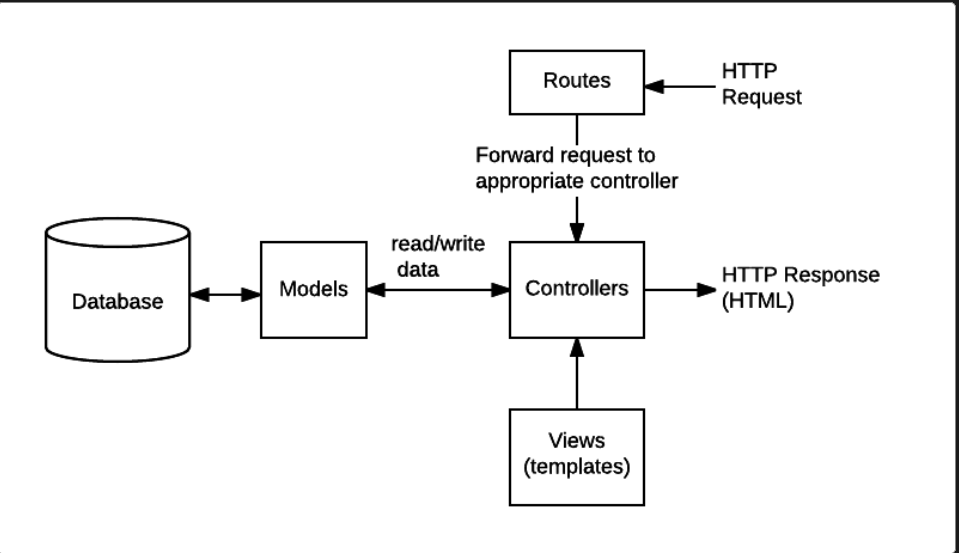 Routes
HTTP
Request
Forward request to
appropriate controller
Database
Models
read/write
data
Controllers
HTTP Response
(HTML)
Views
(templates)